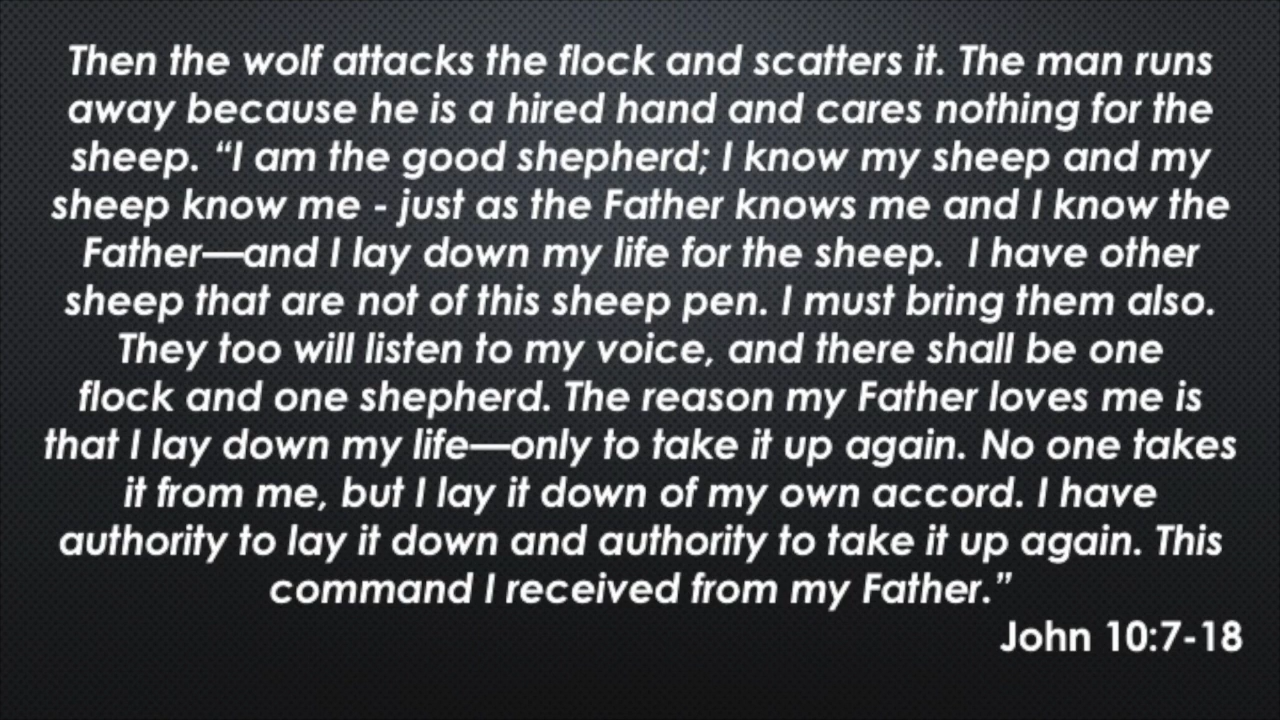 Then the wolf attacks the flock and scatters it. The man runs
away because he is a hired hand and cares nothing for the
sheep. “I am the good shepherd; I know my sheep and my
sheep know me - just as the Father knows me and I know the
Father—and I lay down my life for the sheep.  I have other
sheep that are not of this sheep pen. I must bring them also.
They too will listen to my voice, and there shall be one
flock and one shepherd. The reason my Father loves me is
that I lay down my life—only to take it up again. No one takes
it from me, but I lay it down of my own accord. I have
authority to lay it down and authority to take it up again. This
command I received from my Father.”
John 10:7-18